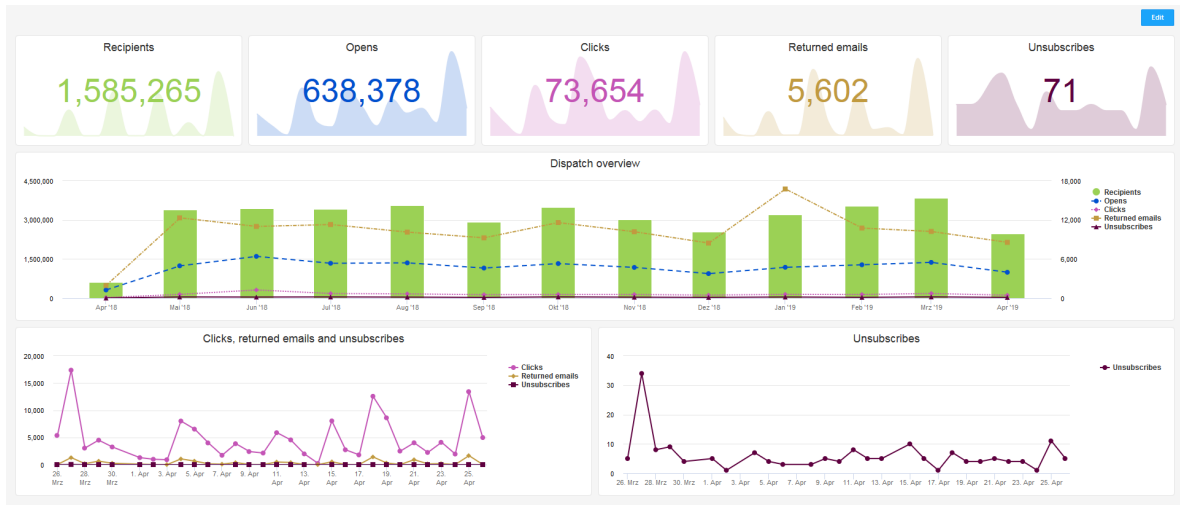 Edit
Recipients
1,585,265
Opens
638,378
Clicks
73,654
Returned emails
5,602
Unsubscribes
71
Dispatch overview
4,500,000
3,000,000
1,500,000
0
18,000
12,000
6,000
0
Apr '18 Mai '18 Jun '18 Jul '18 Aug '18 Sep '18 Okt '18 Nov '18 Dez '18 Jan '19 Feb '19 Mrz '19 Apr '19
Recipients
Opens
Clicks
Returned emails
Unsubscribes
Clicks, returned emails and unsubscribes
20,000
15,000
10,000
5,000
0
26. Mrz 28. Mrz 30. Mrz 1. Apr 3. Apr 5. Apr 7. Apr 9. Apr 11. Apr 13. Apr 15. Apr 17. Apr 19. Apr 21. Apr 23. Apr 25. Apr
Clicks
Returned emails
Unsubscribes
Unsubscribes
40
30
20
10
0
26. Mrz 28. Mrz 30. Mrz 1. Apr 3. Apr 5. Apr 7. Apr 9. Apr 11. Apr 13. Apr 15. Apr 17. Apr 19. Apr 21. Apr 23. Apr 25. Apr
Unsubscribes